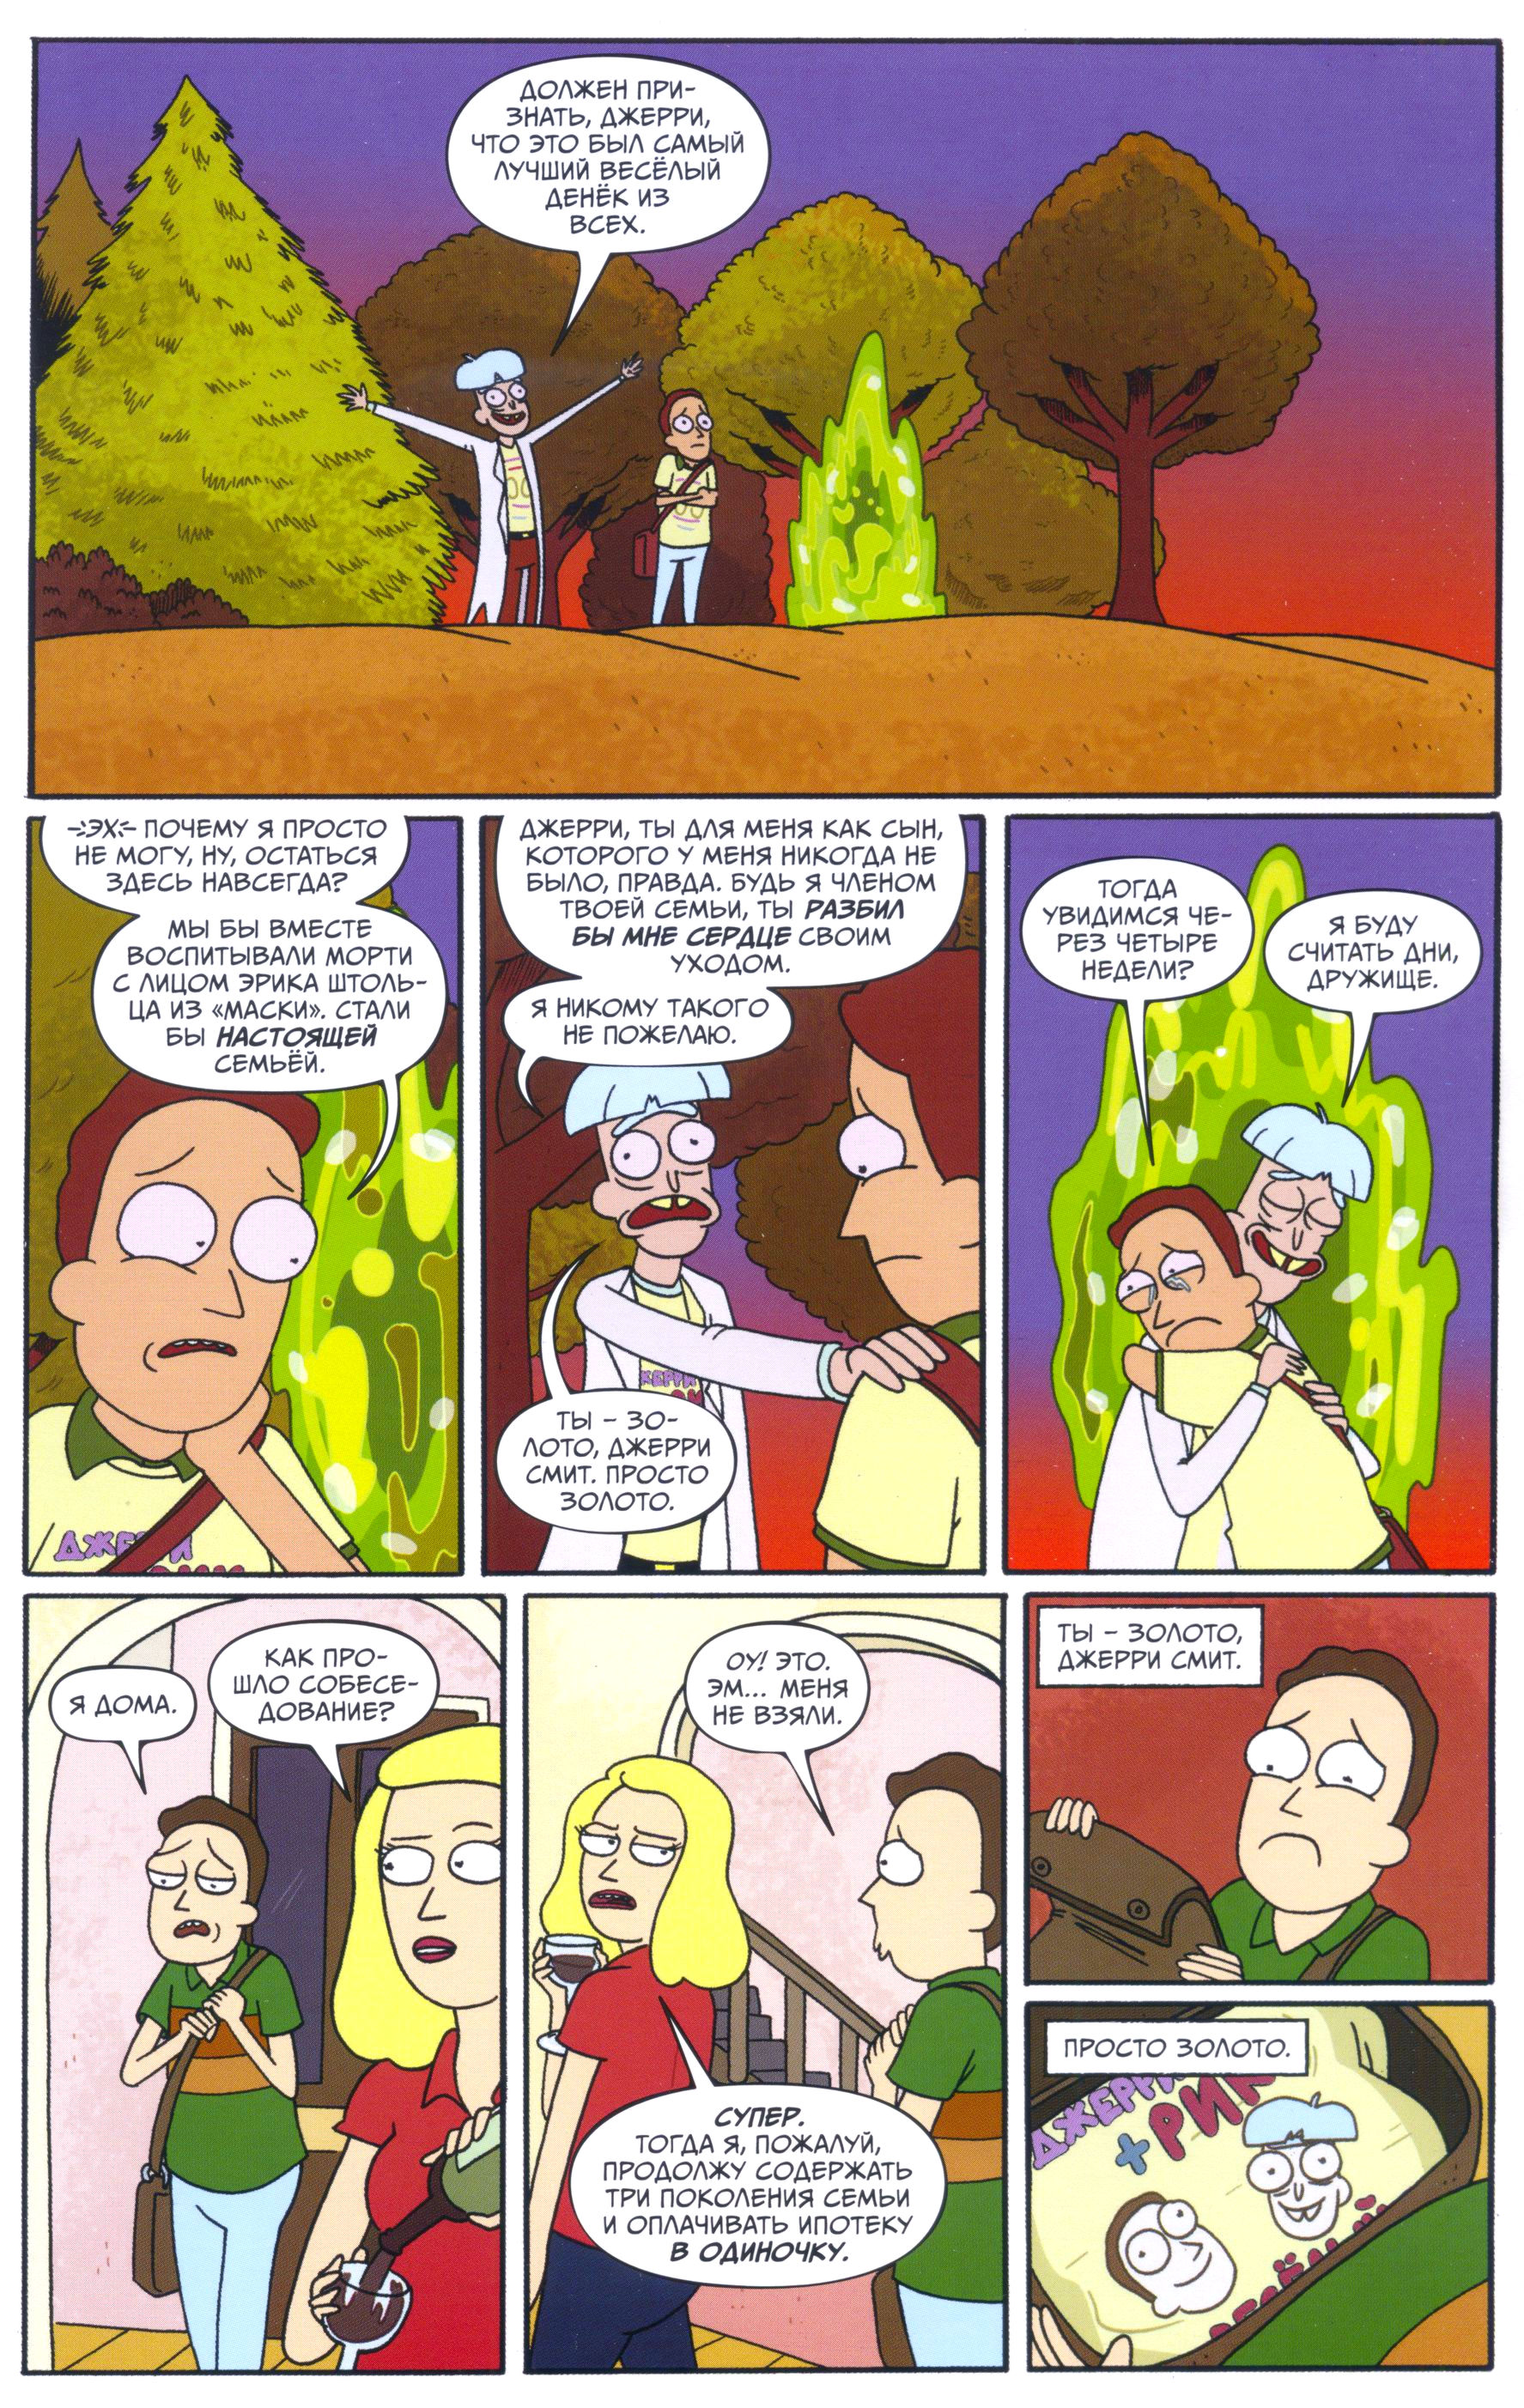 ДОЛЖЕН ПРИ-
ЗНАТЬ, ДЖЕРРИ,
ЧТО ЭТО БЫЛ САМЫЙ
ЛУЧШИЙ ВЕСЁЛЫЙ
ДЕНЁК ИЗ
ВСЕХ.
ЭХ ПОЧЕМУ Я ПРОСТО
НЕ МОГУ, НУ, ОСТАТЬСЯ
ЗДЕСЬ НАВСЕГДА?
МЫ БЫ ВМЕСТЕ
ВОСПИТЫВАЛИ МОРТИ
С ЛИЦОМ ЭРИКА ШТОЛЬ-
ЦА ИЗ «МАСКИ». СТАЛИ
БЫ НАСТОЯЩЕЙ
СЕМЬЁЙ.
ДЖЕРРИ
ДЖЕРРИ, ТЫ ДЛЯ МЕНЯ КАК СЫН,
КОТОРОГО У МЕНЯ НИКОГДА НЕ
БЫЛО, ПРАВДА. БУДЬ Я ЧЛЕНОМ
ТВОЕЙ СЕМЬИ, ТЫ РАЗБИЛ
БЫ МНЕ СЕРДЦЕ СВОИМ
УХОДОМ.
Я НИКОМУ ТАКОГО
НЕ ПОЖЕЛАЮ.
ТЫ – ЗО-
ЛОТО, ДЖЕРРИ
СМИТ. ПРОСТО
ЗОЛОТО.
ТОГДА
УВИДИМСЯ ЧЕ-
РЕЗ ЧЕТЫРЕ
НЕДЕЛИ?
Я БУДУ
СЧИТАТЬ ДНИ,
ДРУЖИЩЕ.
Я ДОМА.
КАК ПРО-
ШЛО СОБЕСЕ-
ДОВАНИЕ?
ОУ! ЭТО.
ЭМ... МЕНЯ
НЕ ВЗЯЛИ.
СУПЕР.
ТОГДА Я, ПОЖАЛУЙ,
ПРОДОЛЖУ СОДЕРЖАТЬ
ТРИ ПОКОЛЕНИЯ СЕМЬИ
И ОПЛАЧИВАТЬ ИПОТЕКУ
В ОДИНОЧКУ.
ТЫ – ЗОЛОТО,
ДЖЕРРИ СМИТ.
ПРОСТО ЗОЛОТО.
ДЖЕРРИ
+ РИК